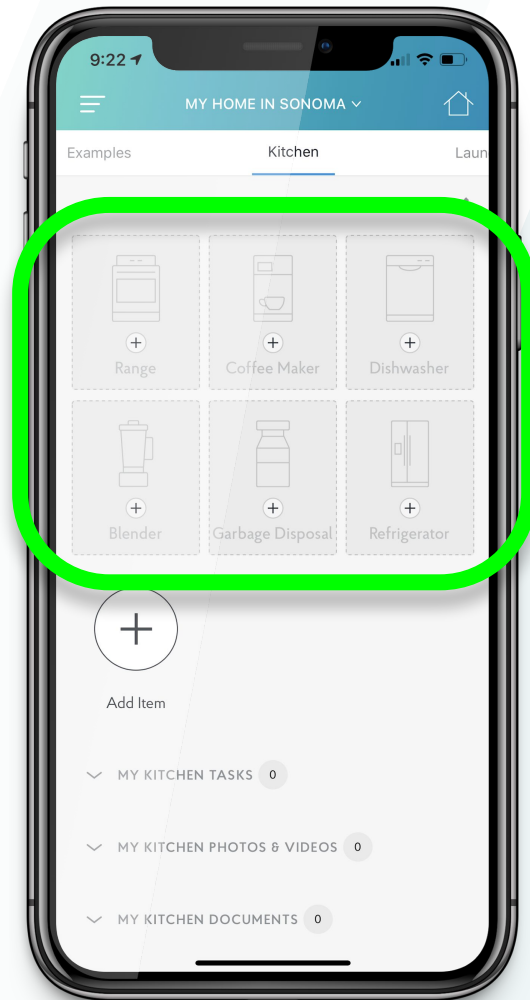 9:22
MY HOME IN SONOMA
Examples Kitchen Laun
Range Coffee Maker Dishwasher
Blender Garbage Disposal Refrigerator
Add Item
MY KITCHEN TASKS 0
MY KITCHEN PHOTOS & VIDEOS 0
MY KITCHEN DOCUMENTS 0